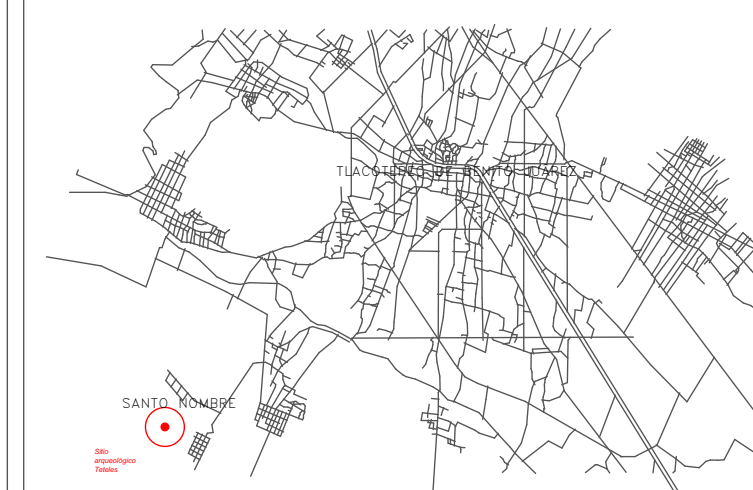 TLACOTEPEC DE BENITO JUAREZ
SANTO NOMBRE
Sitio
arqueológico
Teteles